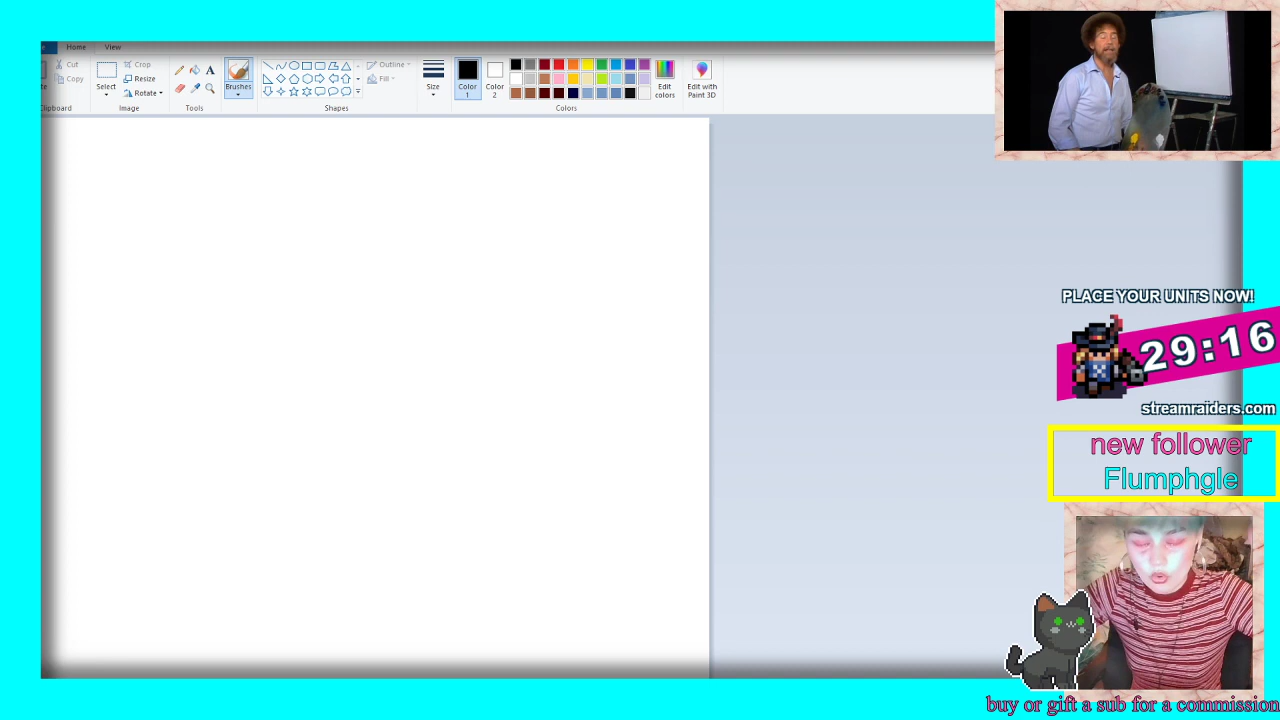 Home View
Cut
Copy
Clipboard
Select
Crop
Resize
Rotate
Image
A
Tools
Brushes
Outline
Fill
Shapes
Size
Color
1
Color
2
Edit
colors
Edit with
Paint 3D
Colors
PLACE YOUR UNITS NOW!
29:16
streamraiders.com
new follower
Flumphgle
buy or gift a sub for a commission